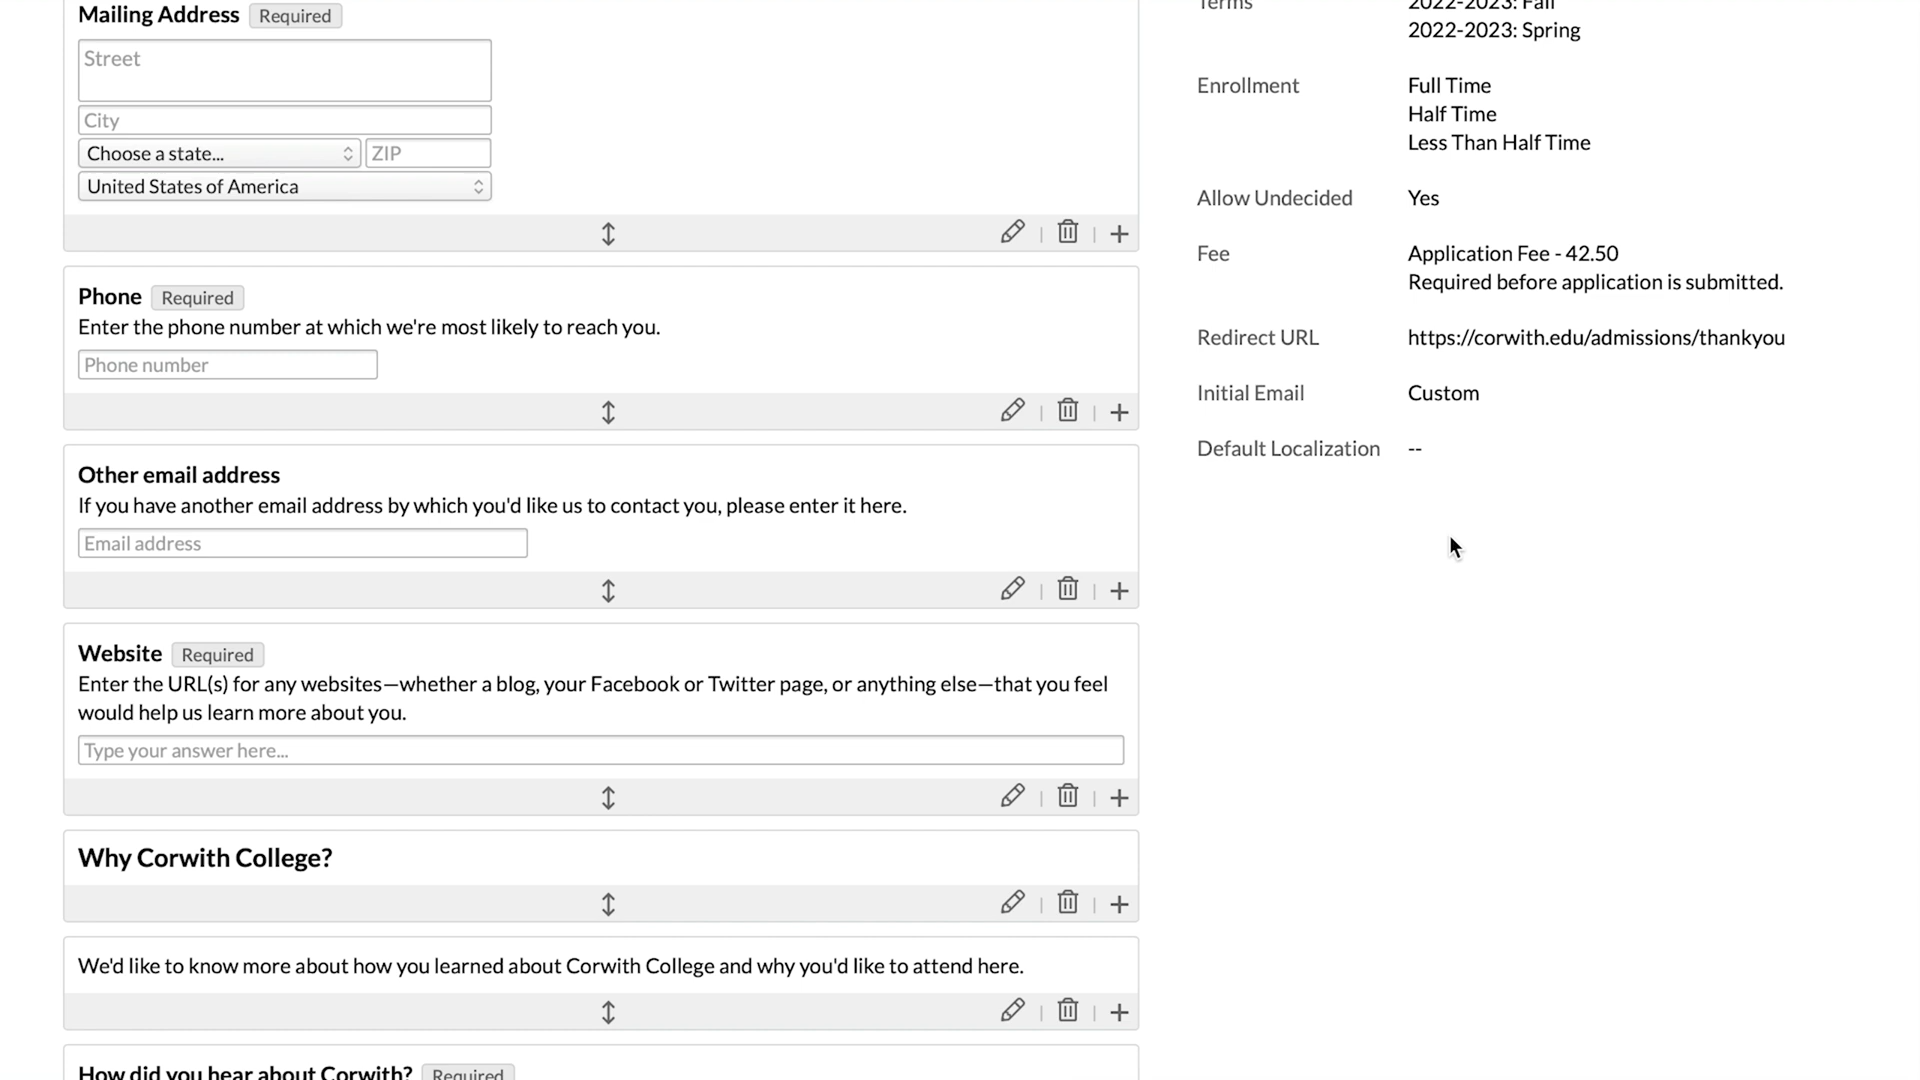 Mailing Address Required
Street
City
Choose a state... ZIP
United States of America
Phone Required
Enter the phone number at which we're most likely to reach you.
Phone number
Other email address
If you have another email address by which you'd like us to contact you, please enter it here.
Email address
Website Required
Enter the URL(s) for any websites—whether a blog, your Facebook or Twitter page, or anything else—that you feel
would help us learn more about you.
Type your answer here...
Why Corwith College?
We'd like to know more about how you learned about Corwith College and why you'd like to attend here.
How did you hear about Corwith? Required
Terms 2022-2023: Fall
2022-2023: Spring
Enrollment Full Time
Half Time
Less Than Half Time
Allow Undecided Yes
Fee Application Fee - 42.50
Required before application is submitted.
Redirect URL https://corwith.edu/admissions/thankyou
Initial Email Custom
Default Localization --